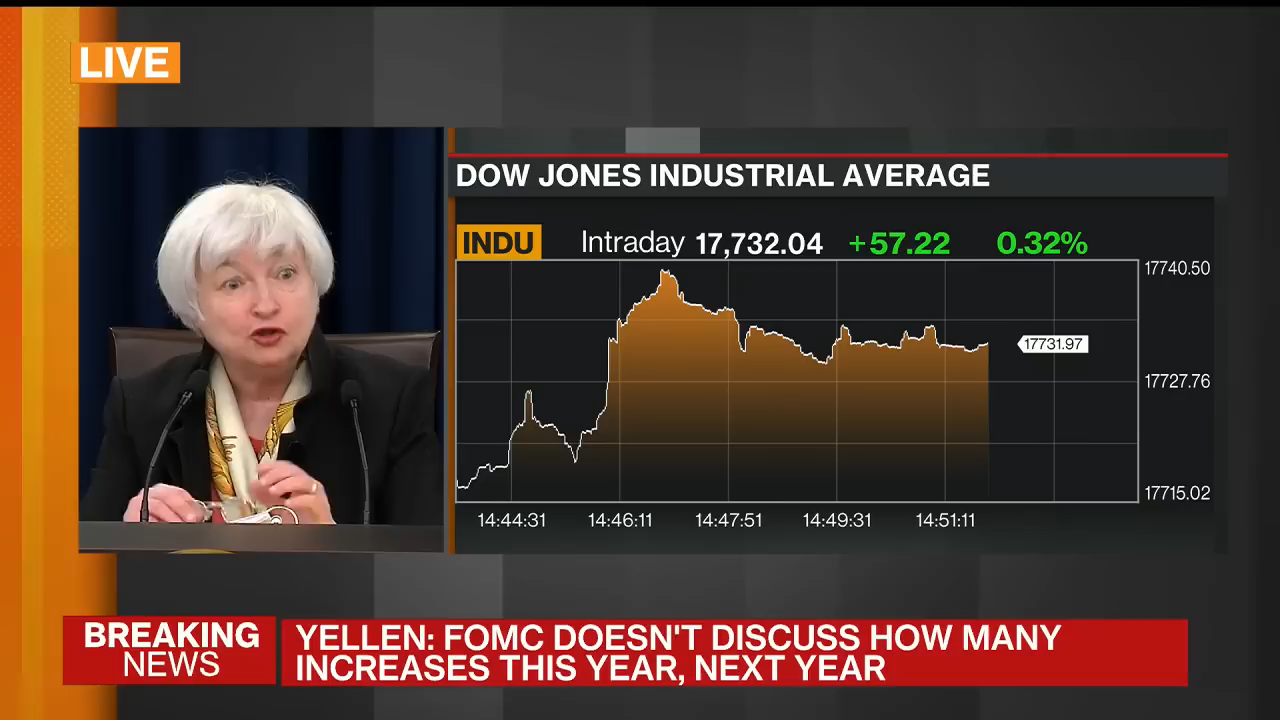 LIVE
DOW JONES INDUSTRIAL AVERAGE
INDU Intraday 17,732.04 +57.22 0.32%
17740.50
17731.97
17727.76
17715.02
14:44:31 14:46:11 14:47:51 14:49:31 14:51:11
BREAKING
NEWS
YELLEN: FOMC DOESN'T DISCUSS HOW MANY
INCREASES THIS YEAR, NEXT YEAR